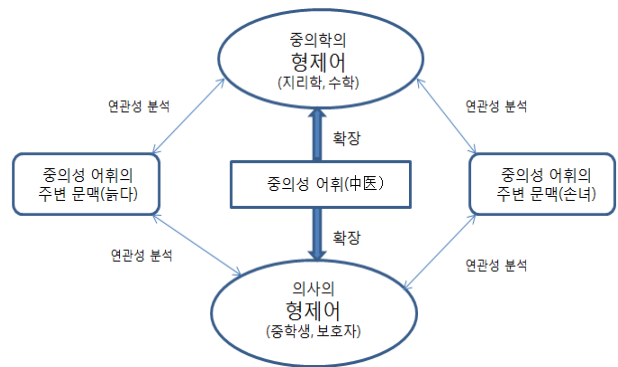 중의학의
형제어
(지리학, 수학)
연관성 분석
연관성 분석
확장
중의성 어휘의
주변 문맥(늙다)
중의성 어휘(中医)
중의성 어휘의
주변 문맥(손녀)
확장
연관성 분석
연관성 분석
의사의
형제어
(중학생, 보호자)